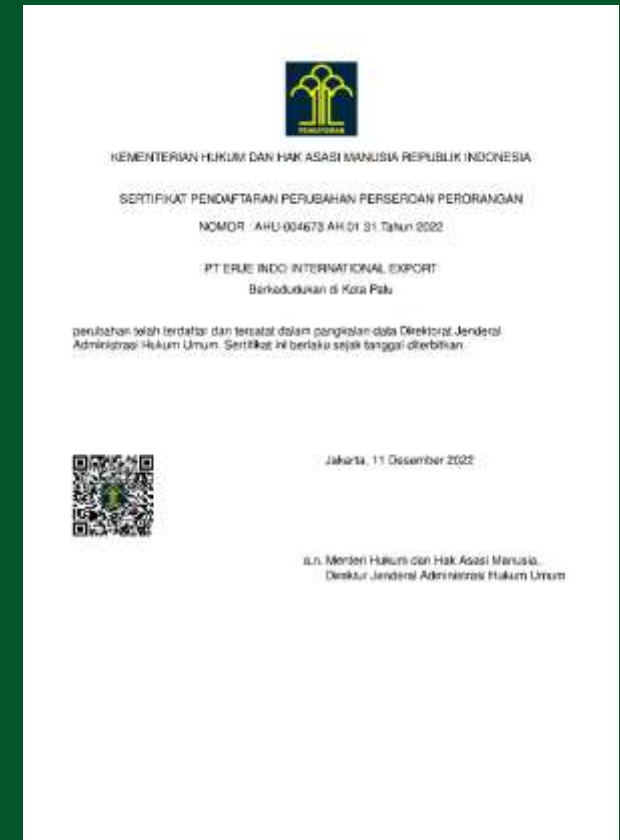 PENGAYOMAN
KEMENTERIAN HUKUM DAN HAK ASASI MANUSIA REPUBLIK INDONESIA
SERTIFIKAT PENDAFTARAN PERUBAHAN PERSEROAN PERORANGAN
NOMOR : AHU-004673.AH.01.31.Tahun 2022
PT ERJE INDO INTERNATIONAL EXPORT
Berkedudukan di Kota Palu
perubahan telah terdaftar dan tercatat dalam pangkalan data Direktorat Jenderal
Administrasi Hukum Umum. Sertifikat ini berlaku sejak tanggal diterbitkan.
Jakarta, 11 Desember 2022
a.n. Menteri Hukum dan Hak Asasi Manusia,
Direktur Jenderal Administrasi Hukum Umum